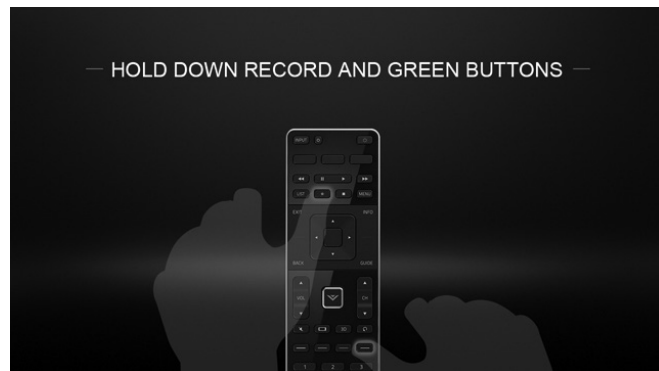 HOLD DOWN RECORD AND GREEN BUTTONS
INPUT
LIST MENU
EXIT INFO
BACK GUIDE
VOL CH
3D
1 2 3